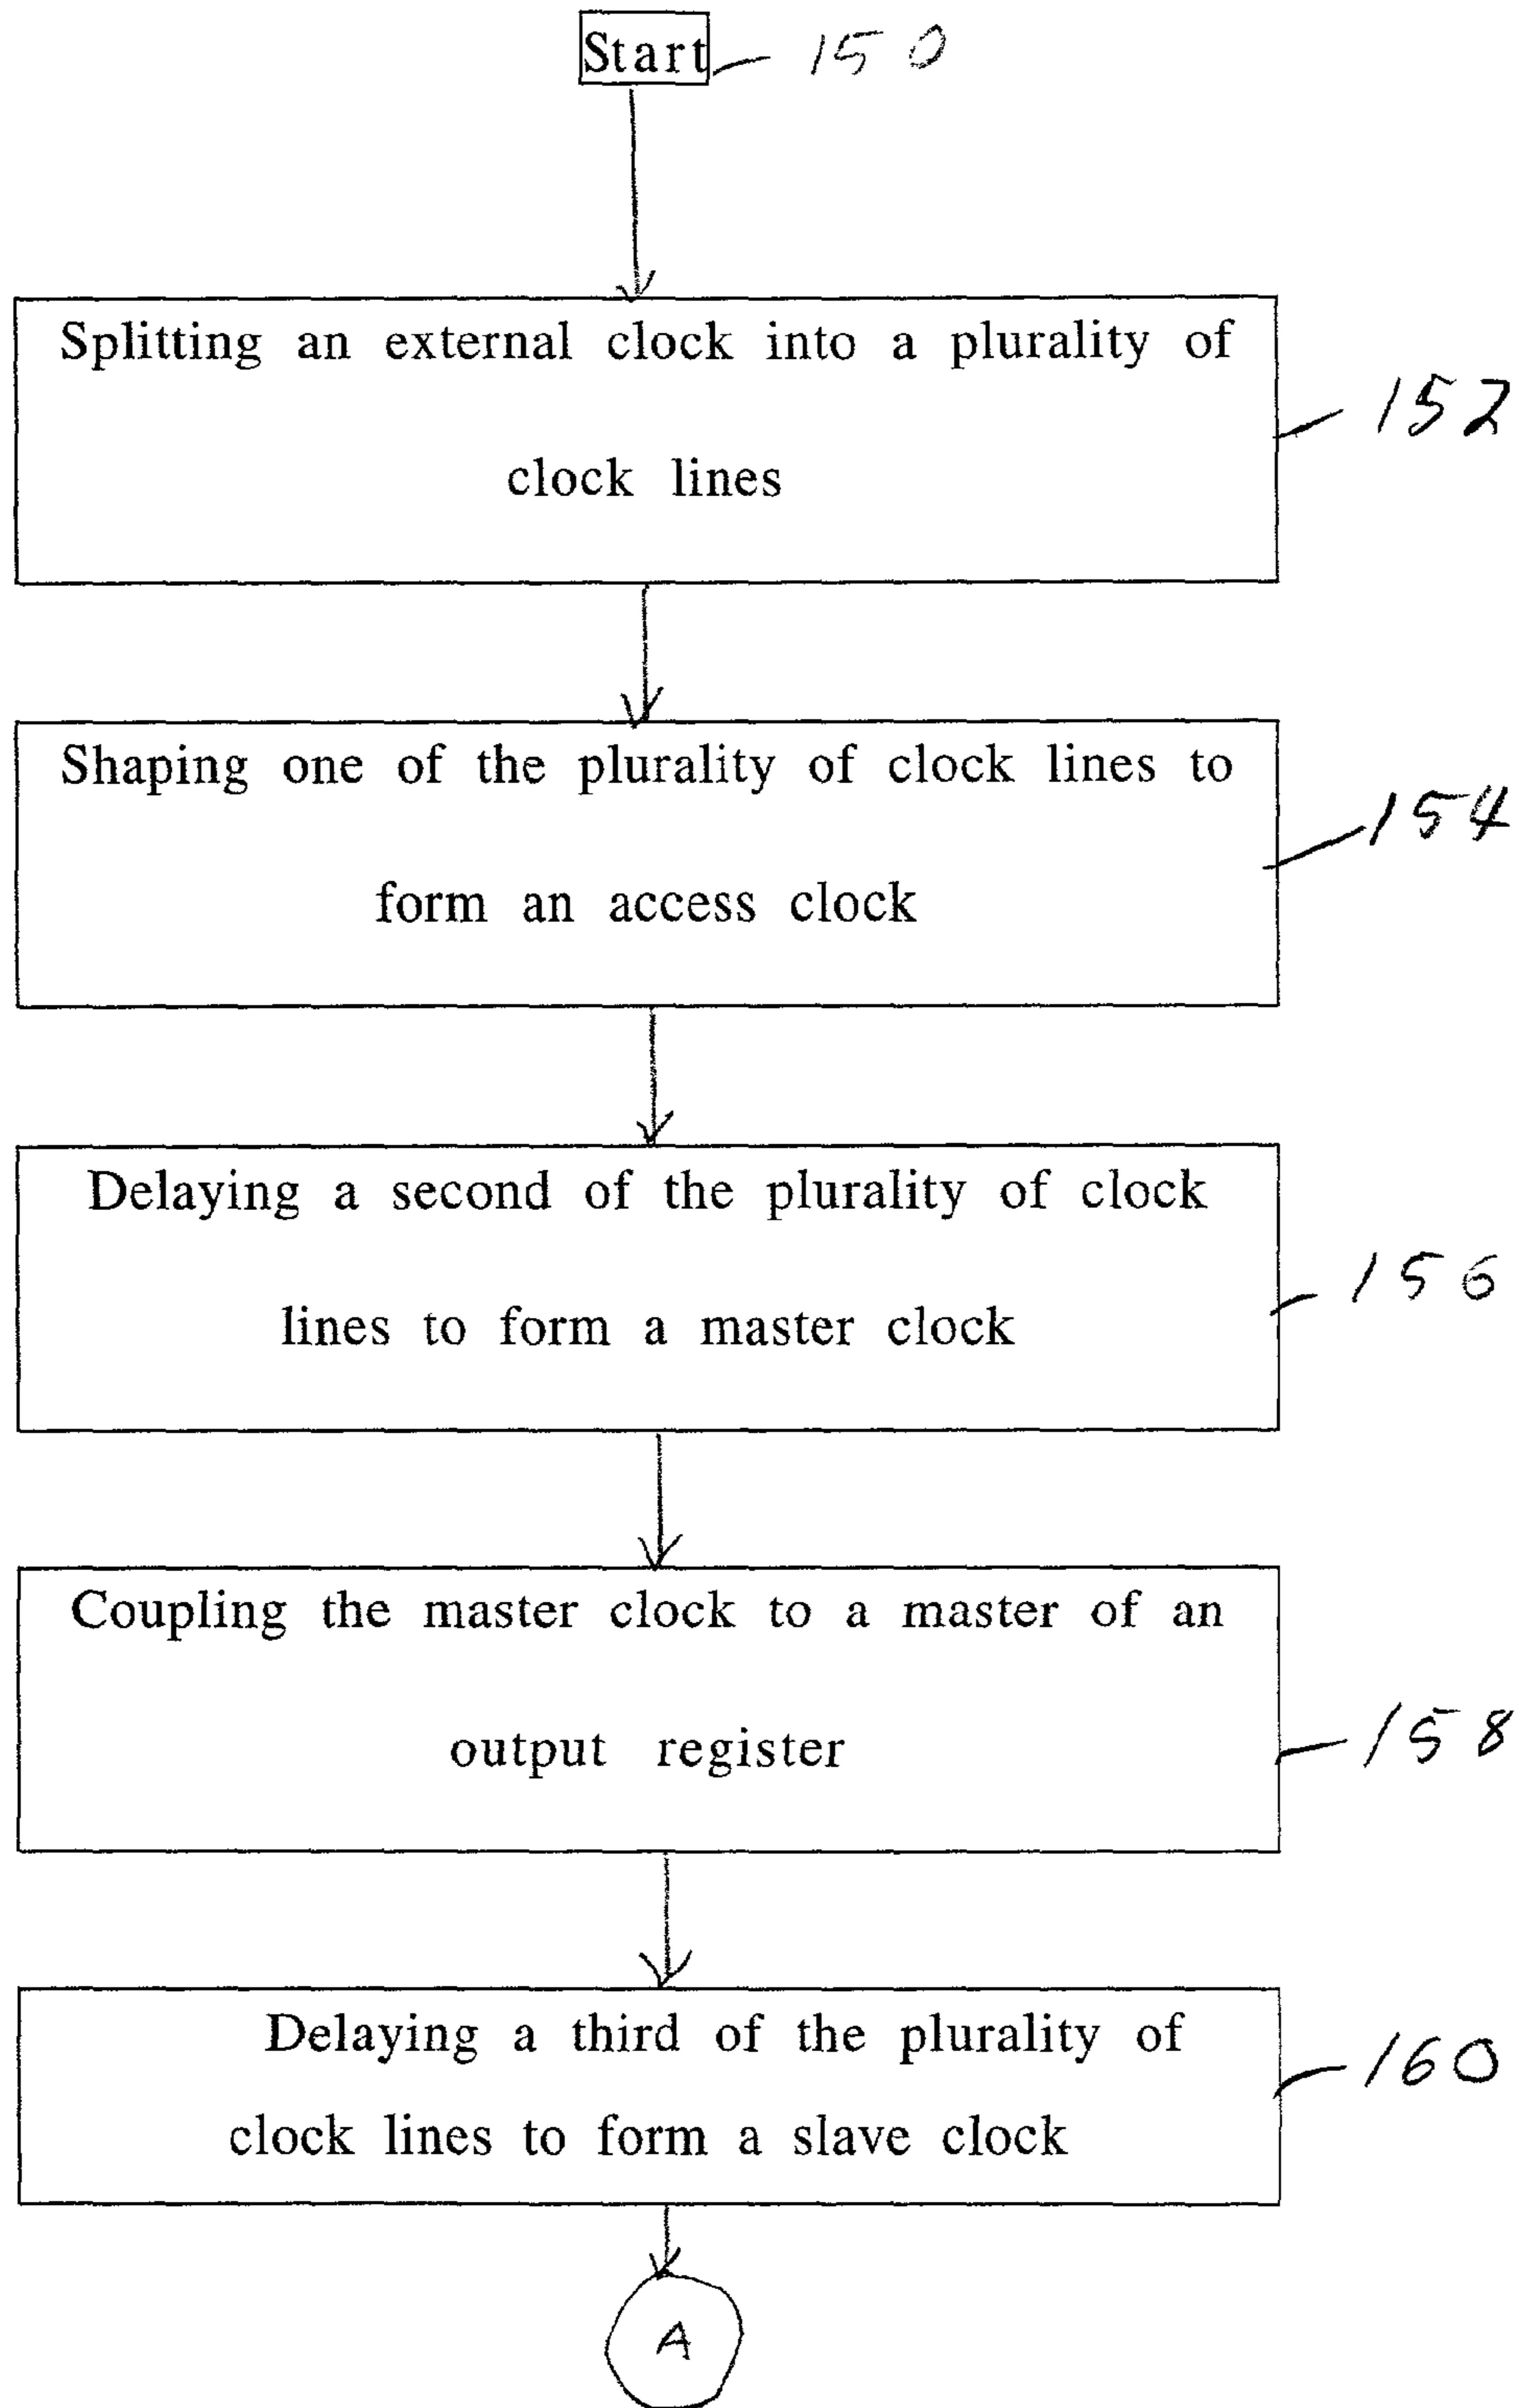 Start 150
Splitting an external clock into a plurality of
clock lines
152
Shaping one of the plurality of clock lines to
form an access clock
154
Delaying a second of the plurality of clock
lines to form a master clock
156
Coupling the master clock to a master of an
output register
158
Delaying a third of the plurality of
clock lines to form a slave clock
160
A